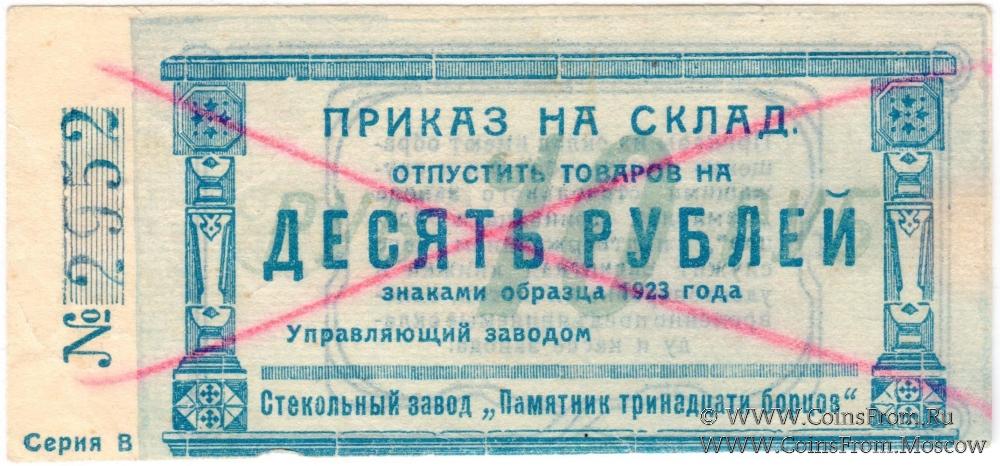 № 2952
Серия В
ПРИКАЗ НА СКЛАД.
ОТПУСТИТЬ ТОВАРОВ НА
ДЕСЯТЬ РУБЛЕЙ
знаками образца 1923 года
Управляющий заводом
Стекольный завод „Памятник тринадцати борцов“
© www.CoinsFrom.Ru
www.CoinsFrom.Moscow